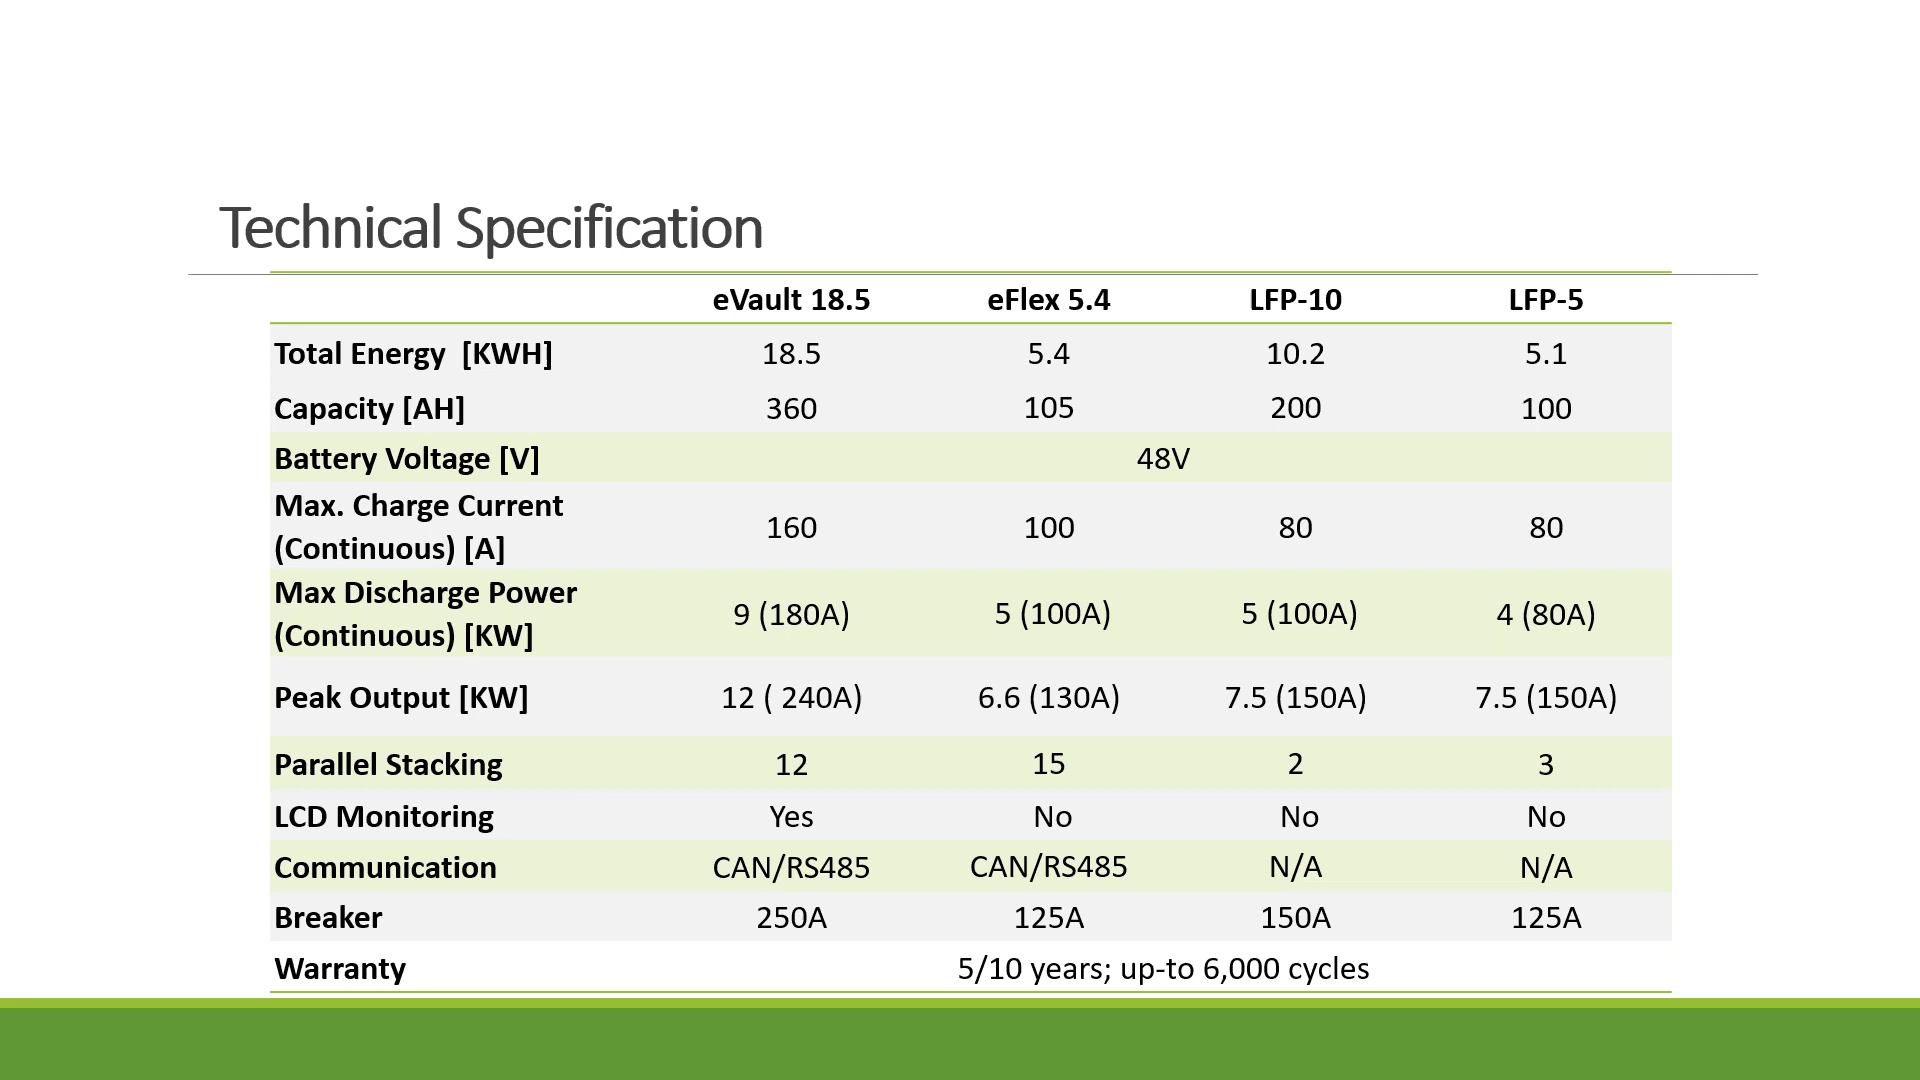 Technical Specification
eVault 18.5 eFlex 5.4 LFP-10 LFP-5
Total Energy [KWH] 18.5 5.4 10.2 5.1
Capacity [AH] 360 105 200 100
Battery Voltage [V] 48V
Max. Charge Current
(Continuous) [A] 160 100 80 80
Max Discharge Power
(Continuous) [KW] 9 (180A) 5 (100A) 5 (100A) 4 (80A)
Peak Output [KW] 12 ( 240A) 6.6 (130A) 7.5 (150A) 7.5 (150A)
Parallel Stacking 12 15 2 3
LCD Monitoring Yes No No No
Communication CAN/RS485 CAN/RS485 N/A N/A
Breaker 250A 125A 150A 125A
Warranty 5/10 years; up-to 6,000 cycles